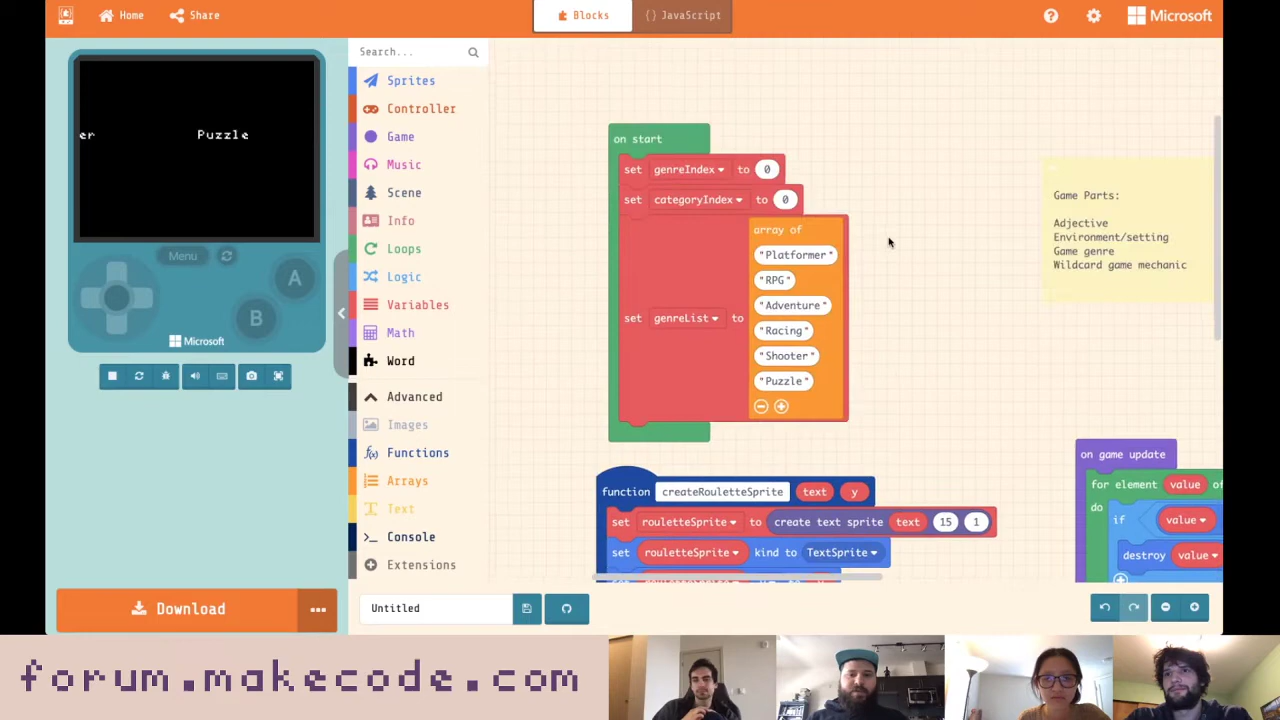 Home
Share
Blocks
{} JavaScript
Microsoft
er
Puzzle
Menu
A
B
Microsoft
Search...
Sprites
Controller
Game
Music
Scene
Info
Loops
Logic
Variables
Math
Word
Advanced
Images
Functions
Arrays
Text
Console
Extensions
on start
set genreIndex to 0
set categoryIndex to 0
set genreList to
array of
"Platformer"
"RPG"
"Adventure"
"Racing"
"Shooter"
"Puzzle"
Game Parts:
Adjective
Environment/setting
Game genre
Wildcard game mechanic
function createRouletteSprite text y
set rouletteSprite to create text sprite text 15 1
set rouletteSprite kind to TextSprite
on game update
for element value of
do
if value
destroy value
Download
Untitled
forum.makecode.com